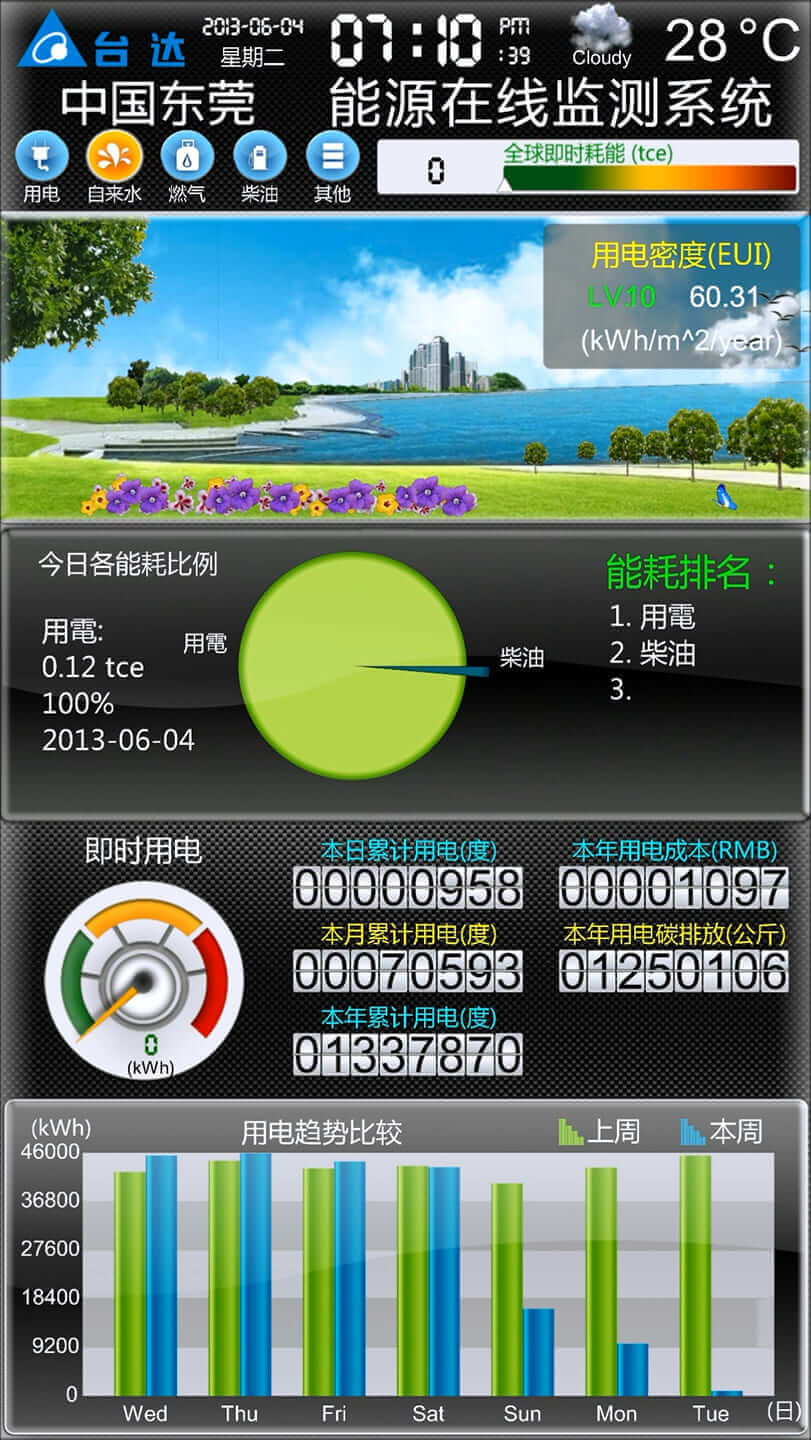 台达
2013-06-04
星期二
07:10 PM :39
Cloudy
28°C
中国东莞 能源在线监测系统
用电 自来水 燃气 柴油 其他
0
全球即时耗能 (tce)
用电密度(EUI)
LV10 60.31
(kWh/m^2/year)
今日各能耗比例
用電:
0.12 tce
100%
2013-06-04
用電
柴油
能耗排名：
1. 用電
2. 柴油
3.
即时用电
0
(kWh)
本日累计用电(度)
00000958
本年用电成本(RMB)
00001097
本月累计用电(度)
00070593
本年用电碳排放(公斤)
01250106
本年累计用电(度)
01337870
(kWh)
用电趋势比较
上周 本周
46000
36800
27600
18400
9200
0
Wed Thu Fri Sat Sun Mon Tue (日)